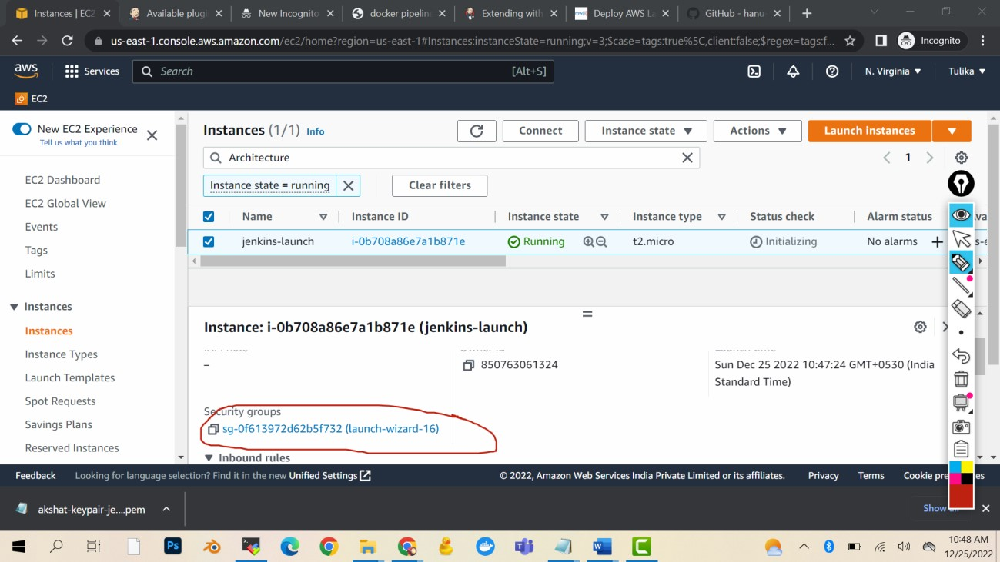 Instances | EC2
Available plugi
New Incognito
docker pipelin
Extending with
Deploy AWS La
GitHub - hanu
us-east-1.console.aws.amazon.com/ec2/home?region=us-east-1#Instances:instanceState=running;v=3;$case=tags:true%5C,client:false;$regex=tags:f...
Incognito
aws
Services
Search
[Alt+S]
N. Virginia
Tulika
EC2
New EC2 Experience
Tell us what you think
EC2 Dashboard
EC2 Global View
Events
Tags
Limits
Instances
Instances
Instance Types
Launch Templates
Spot Requests
Savings Plans
Reserved Instances
Instances (1/1) Info
Connect
Instance state
Actions
Launch instances
Architecture
1
Instance state = running
Clear filters
Name Instance ID Instance state Instance type Status check Alarm status
jenkins-launch i-0b708a86e7a1b871e Running t2.micro Initializing No alarms
Instance: i-0b708a86e7a1b871e (jenkins-launch)
–
850763061324
Launch time
Sun Dec 25 2022 10:47:24 GMT+0530 (India
Standard Time)
Security groups
sg-0f613972d62b5f732 (launch-wizard-16)
Inbound rules
Feedback
Looking for language selection? Find it in the new Unified Settings
© 2022, Amazon Web Services India Private Limited or its affiliates.
Privacy
Terms
Cookie pre
akshat-keypair-je....pem
Show all
Ps
W
10:48 AM
12/25/2022